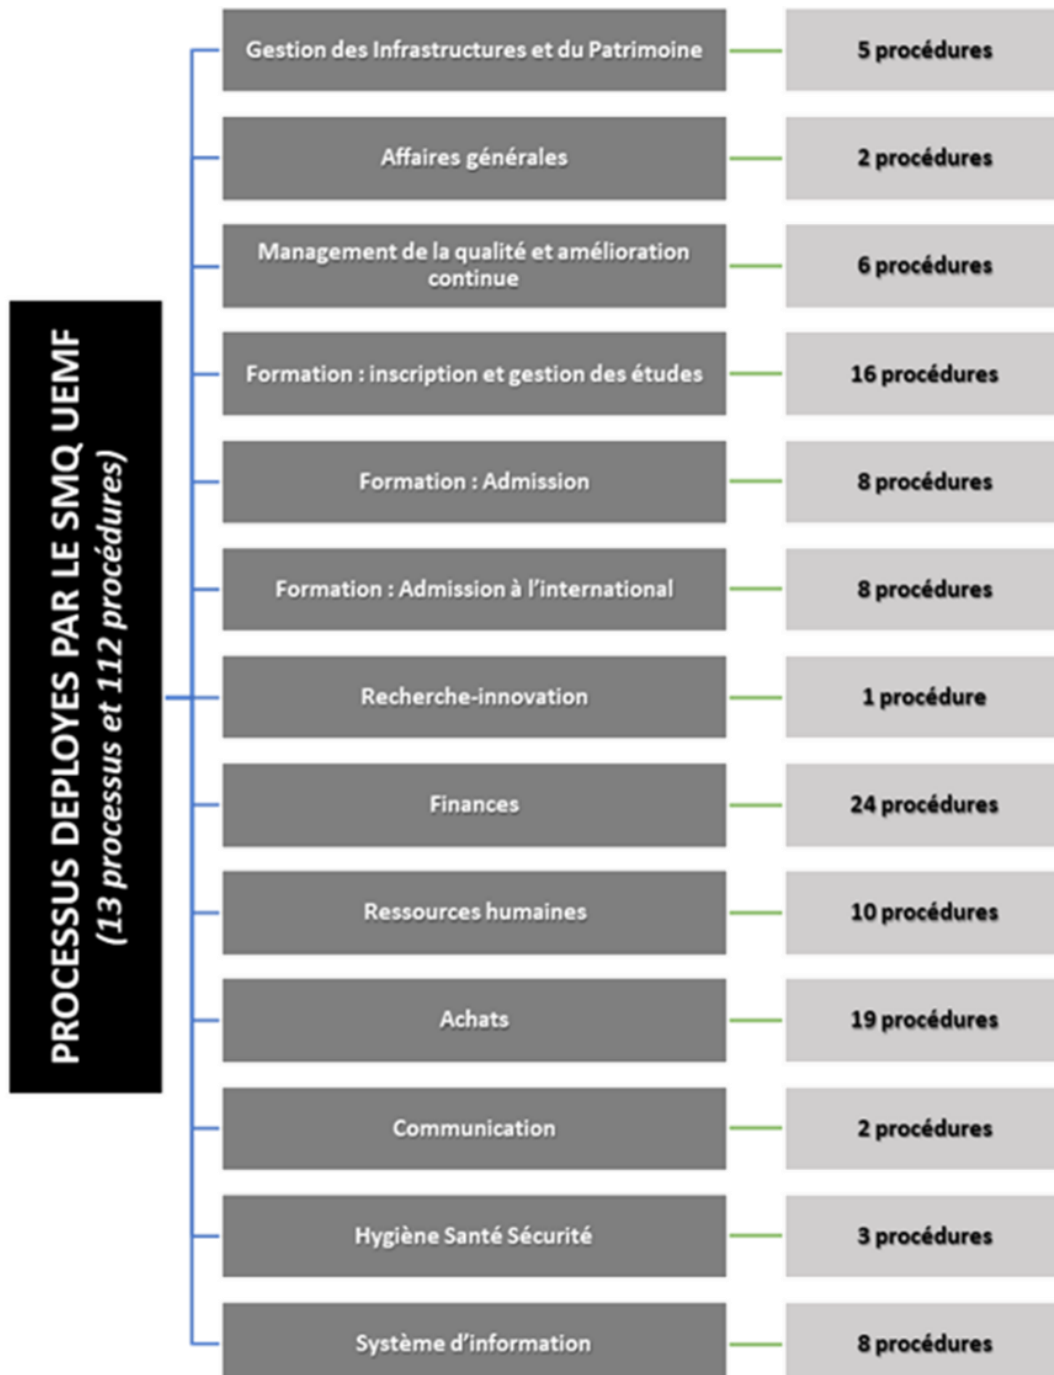 PROCESSUS DEPLOYES PAR LE SMQ UEMF
(13 processus et 112 procédures)
Gestion des Infrastructures et du Patrimoine
5 procédures
Affaires générales
2 procédures
Management de la qualité et amélioration
continue
6 procédures
Formation : inscription et gestion des études
16 procédures
Formation : Admission
8 procédures
Formation : Admission à l'international
8 procédures
Recherche-innovation
1 procédure
Finances
24 procédures
Ressources humaines
10 procédures
Achats
19 procédures
Communication
2 procédures
Hygiène Santé Sécurité
3 procédures
Système d'information
8 procédures